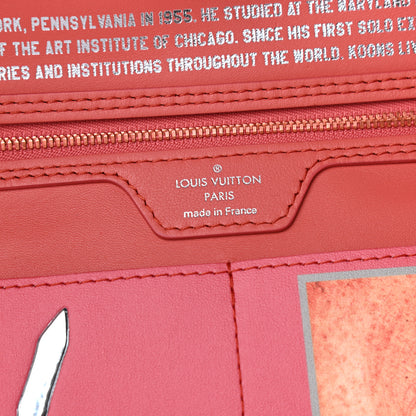 ORK, PENNSYLVANIA IN 1955. HE STUDIED AT THE MARYLAND
OF THE ART INSTITUTE OF CHICAGO. SINCE HIS FIRST SOLO EX
RIES AND INSTITUTIONS THROUGHOUT THE WORLD. KOONS LIV
®
LOUIS VUITTON
PARIS
made in France